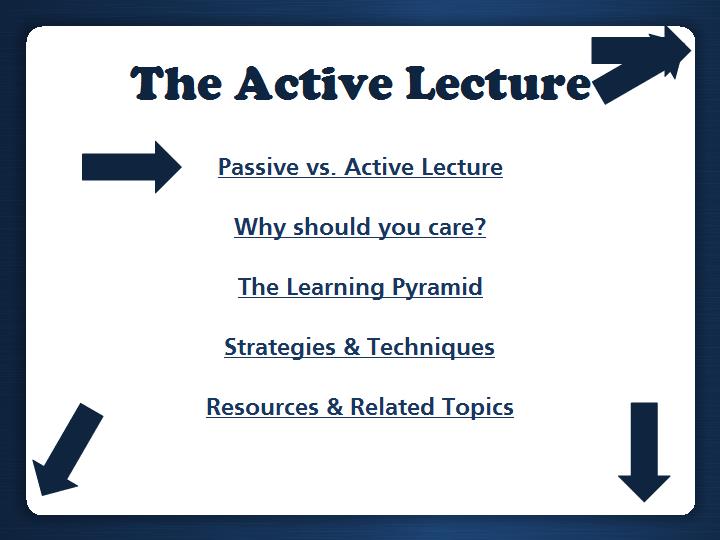 The Active Lecture
Passive vs. Active Lecture
Why should you care?
The Learning Pyramid
Strategies & Techniques
Resources & Related Topics